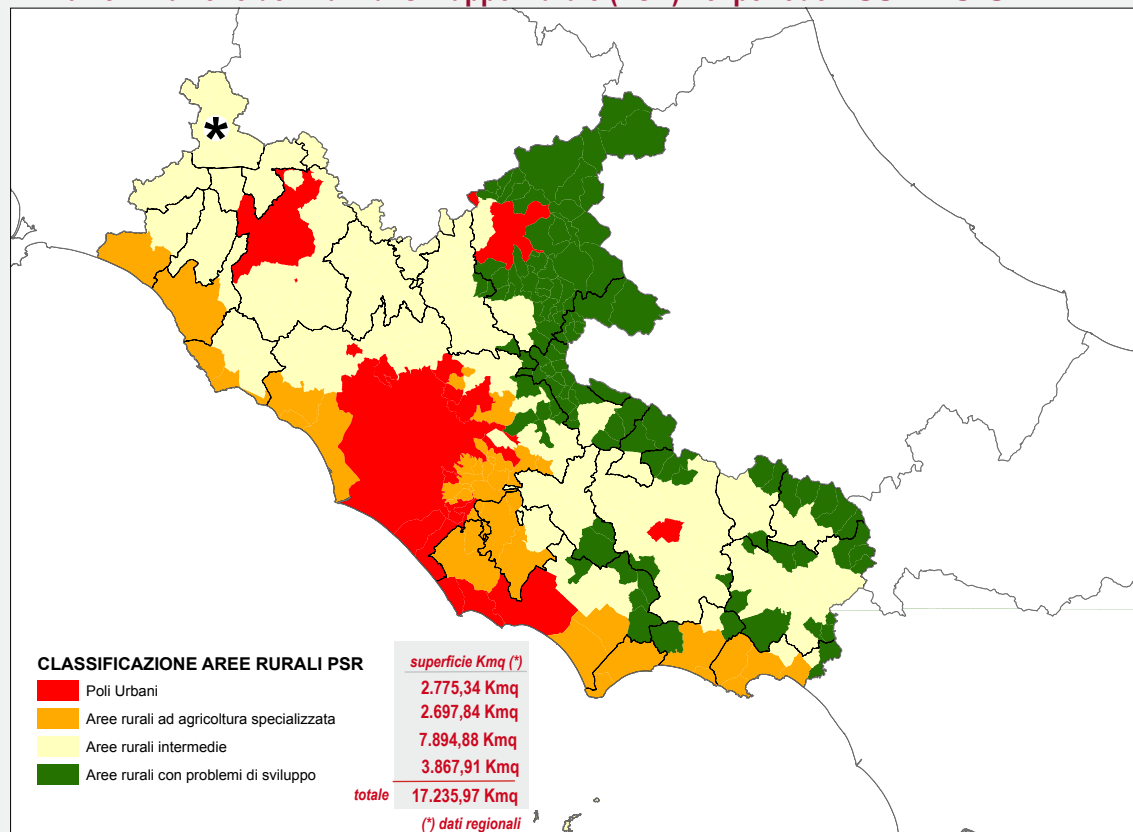 CLASSIFICAZIONE AREE RURALI PSR
superficie Kmq (*)
Poli Urbani
2.775,34 Kmq
Aree rurali ad agricoltura specializzata
2.697,84 Kmq
Aree rurali intermedie
7.894,88 Kmq
Aree rurali con problemi di sviluppo
3.867,91 Kmq
totale 17.235,97 Kmq
(*) dati regionali